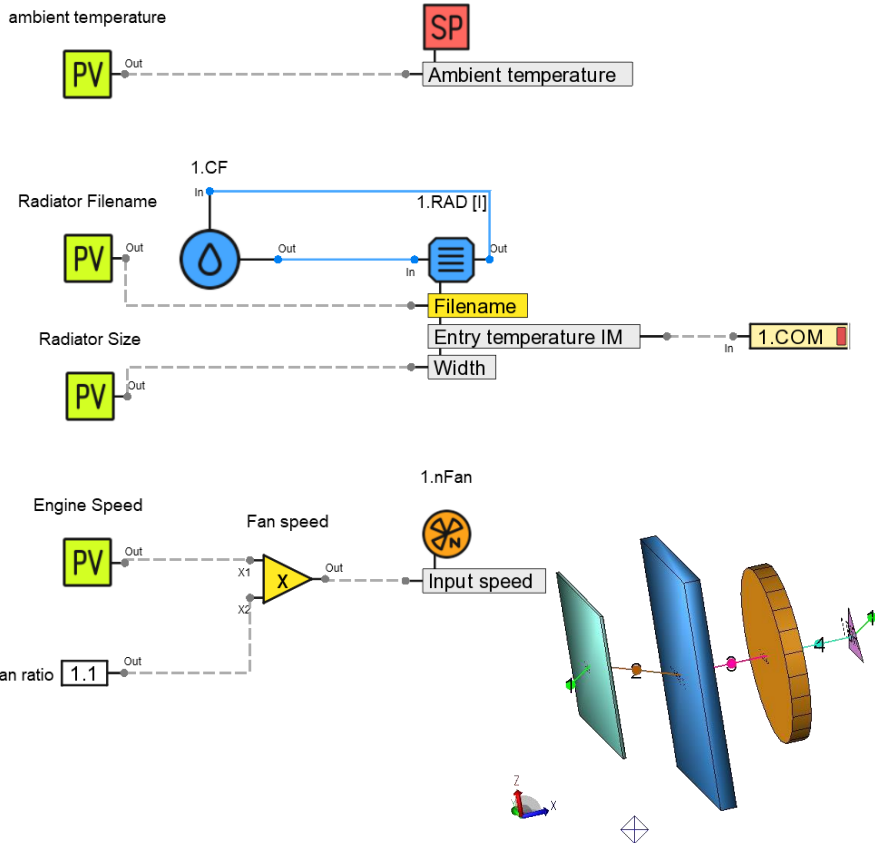 ambient temperature
SP
PV
Out
Ambient temperature
1.CF
In
Radiator Filename
1.RAD [I]
PV
Out
Out
In
Out
Filename
Radiator Size
Entry temperature IM
In
1.COM
Width
PV
Out
1.nFan
Engine Speed
Fan speed
N
PV
Out
X1
X
Out
Input speed
X2
an ratio
1.1
Out
1
2
3
4
1
Z
X